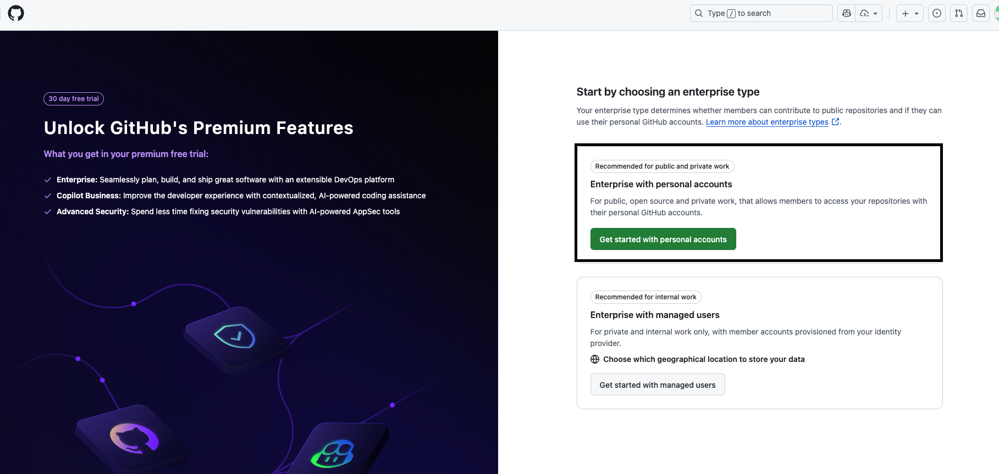 Type / to search
30 day free trial
Unlock GitHub's Premium Features
What you get in your premium free trial:
Enterprise: Seamlessly plan, build, and ship great software with an extensible DevOps platform
Copilot Business: Improve the developer experience with contextualized, AI-powered coding assistance
Advanced Security: Spend less time fixing security vulnerabilities with AI-powered AppSec tools
Start by choosing an enterprise type
Your enterprise type determines whether members can contribute to public repositories and if they can
use their personal GitHub accounts. Learn more about enterprise types.
Recommended for public and private work
Enterprise with personal accounts
For public, open source and private work, that allows members to access your repositories with
their personal GitHub accounts.
Get started with personal accounts
Recommended for internal work
Enterprise with managed users
For private and internal work only, with member accounts provisioned from your identity
provider.
Choose which geographical location to store your data
Get started with managed users